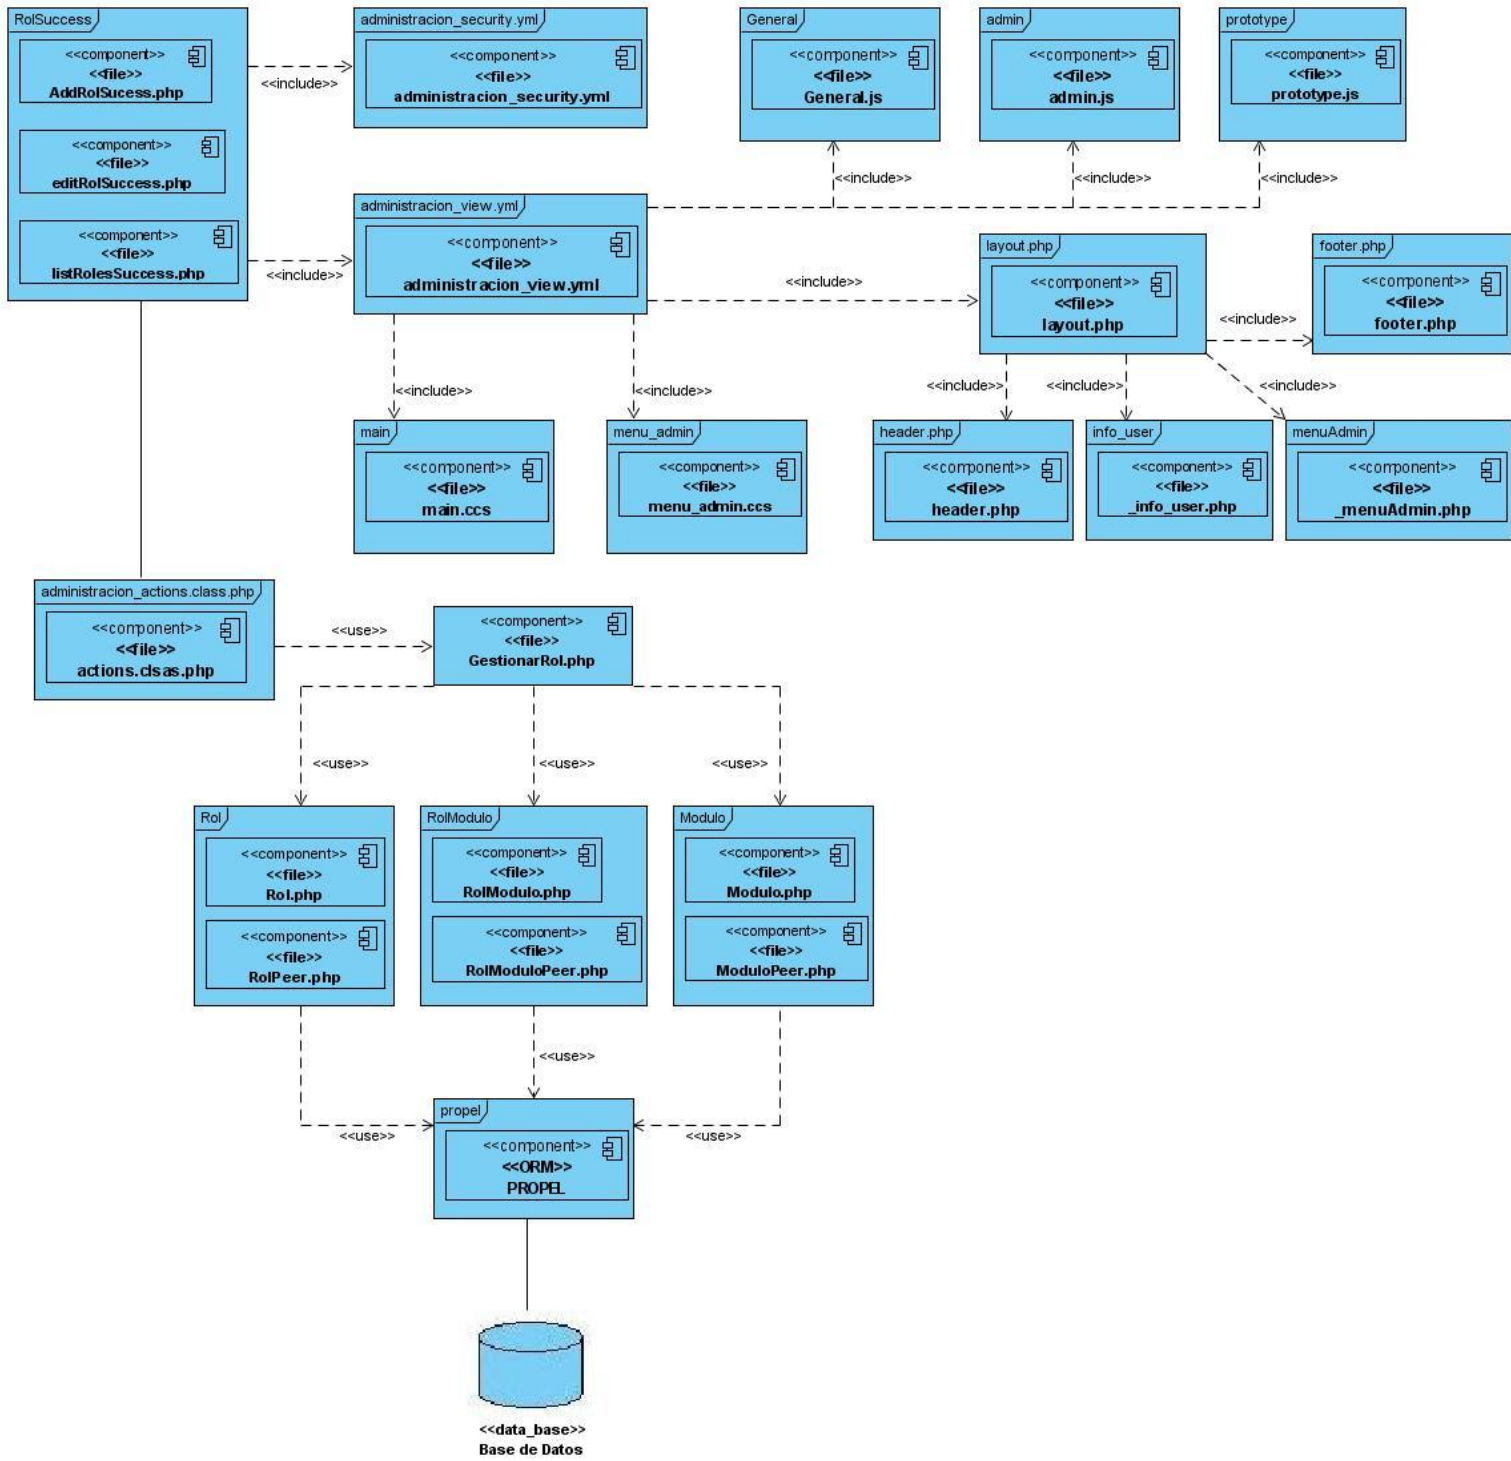 RolSuccess
<<component>>
<<file>>
AddRolSucess.php
<<component>>
<<file>>
editRolSuccess.php
<<component>>
<<file>>
listRolesSuccess.php
<<include>>
<<include>>
administracion_security.yml
<<component>>
<<file>>
administracion_security.yml
administracion_view.yml
<<component>>
<<file>>
administracion_view.yml
General
<<component>>
<<file>>
General.js
admin
<<component>>
<<file>>
admin.js
prototype
<<component>>
<<file>>
prototype.js
<<include>>
<<include>>
<<include>>
<<include>>
layout.php
<<component>>
<<file>>
layout.php
footer.php
<<component>>
<<file>>
footer.php
<<include>>
<<include>>
<<include>>
<<include>>
<<include>>
<<include>>
main
<<component>>
<<file>>
main.ccs
menu_admin
<<component>>
<<file>>
menu_admin.ccs
header.php
<<component>>
<<file>>
header.php
info_user
<<component>>
<<file>>
_info_user.php
menuAdmin
<<component>>
<<file>>
_menuAdmin.php
administracion_actions.class.php
<<component>>
<<file>>
actions.clsas.php
<<use>>
<<component>>
<<file>>
GestionarRol.php
<<use>>
<<use>>
<<use>>
Rol
<<component>>
<<file>>
Rol.php
<<component>>
<<file>>
RolPeer.php
RolModulo
<<component>>
<<file>>
RolModulo.php
<<component>>
<<file>>
RolModuloPeer.php
Modulo
<<component>>
<<file>>
Modulo.php
<<component>>
<<file>>
ModuloPeer.php
<<use>>
<<use>>
<<use>>
propel
<<component>>
<<ORM>>
PROPEL
<<data_base>>
Base de Datos